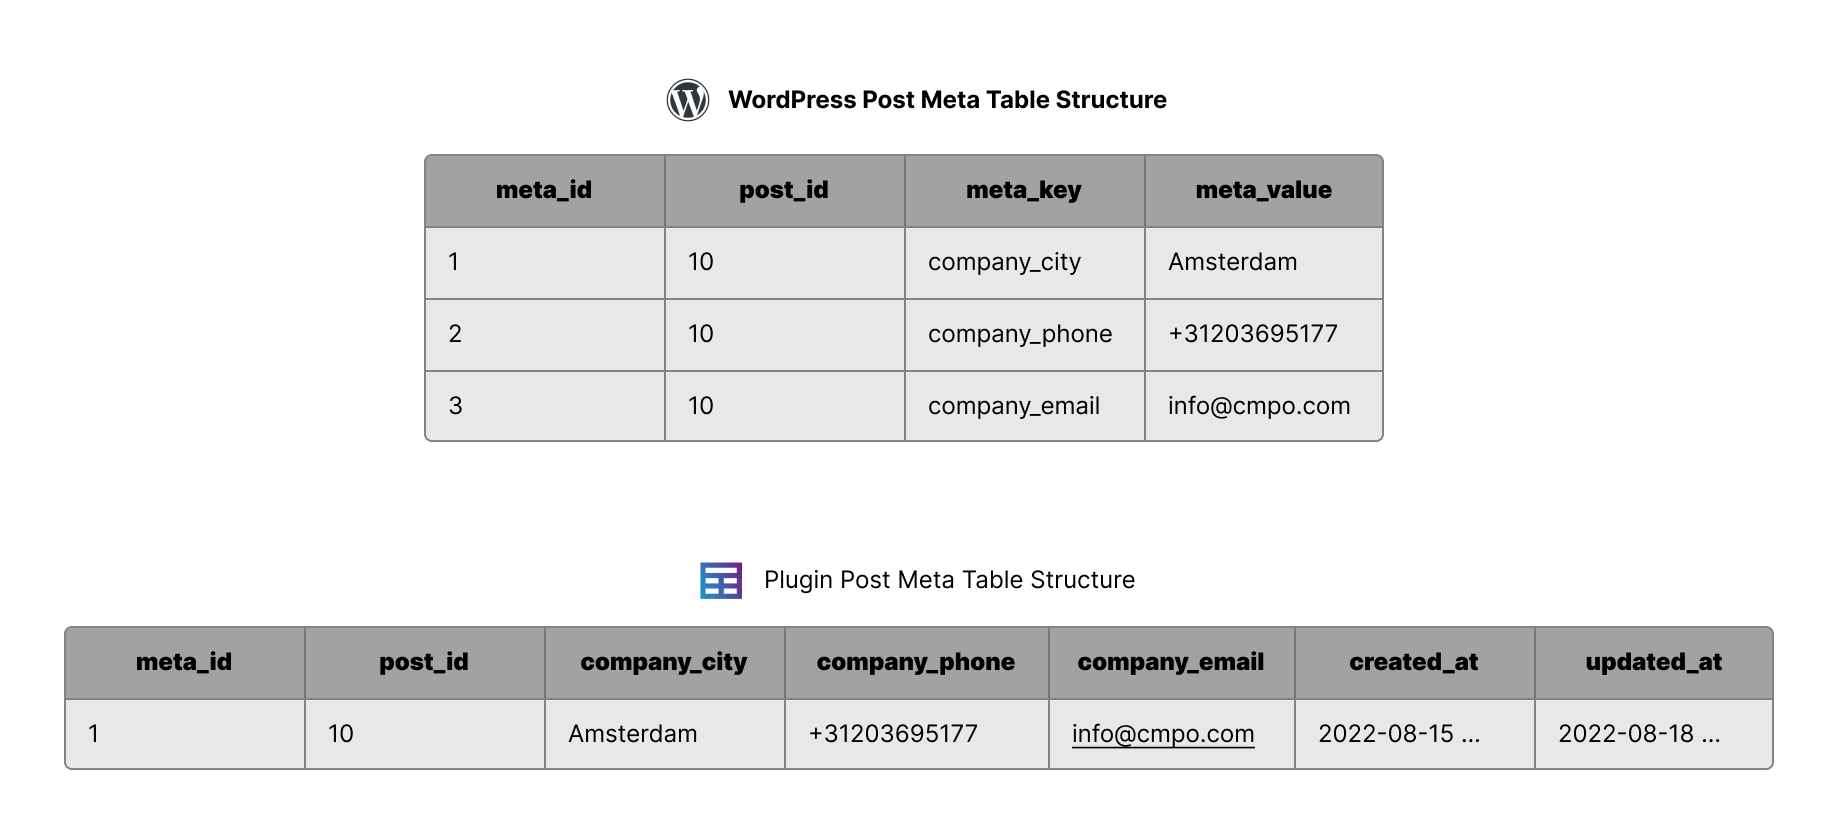 WordPress Post Meta Table Structure
meta_id post_id meta_key meta_value
1 10 company_city Amsterdam
2 10 company_phone +31203695177
3 10 company_email info@cmpo.com
Plugin Post Meta Table Structure
meta_id post_id company_city company_phone company_email created_at updated_at
1 10 Amsterdam +31203695177 info@cmpo.com 2022-08-15 ... 2022-08-18 ...